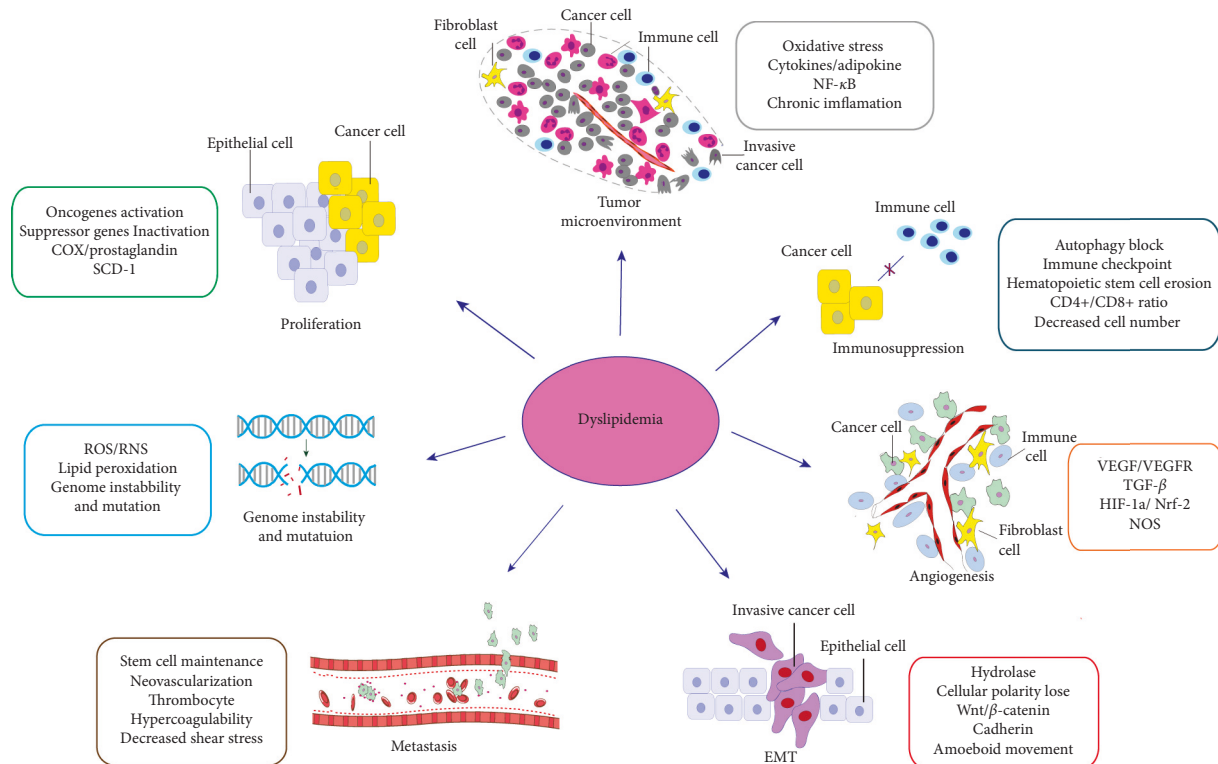 Cancer cell
Fibroblast
cell
Immune cell
Oxidative stress
Cytokines/adipokine
NF-κB
Chronic imflamation
Invasive
cancer cell
Tumor
microenvironment
Epithelial cell
Cancer cell
Oncogenes activation
Suppressor genes Inactivation
COX/prostaglandin
SCD-1
Proliferation
Immune cell
Cancer cell
Immunosuppression
Autophagy block
Immune checkpoint
Hematopoietic stem cell erosion
CD4+/CD8+ ratio
Decreased cell number
Dyslipidemia
ROS/RNS
Lipid peroxidation
Genome instabbility
and mutation
Genome instability
and mutatuion
Cancer cell
Immune
cell
Fibroblast
cell
Angiogenesis
VEGF/VEGFR
TGF-β
HIF-1a/ Nrf-2
NOS
Stem cell maintenance
Neovascularization
Thrombocyte
Hypercoagulability
Decreased shear stress
Metastasis
Invasive cancer cell
Epithelial cell
EMT
Hydrolase
Cellular polarity lose
Wnt/β-catenin
Cadherin
Amoeboid movement